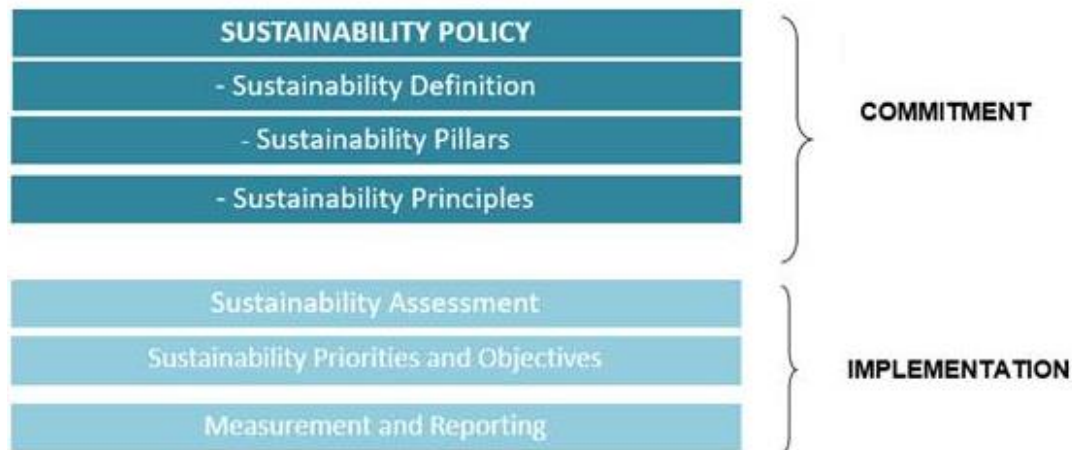 SUSTAINABILITY POLICY
- Sustainability Definition
- Sustainability Pillars
- Sustainability Principles
COMMITMENT
Sustainability Assessment
Sustainability Priorities and Objectives
Measurement and Reporting
IMPLEMENTATION